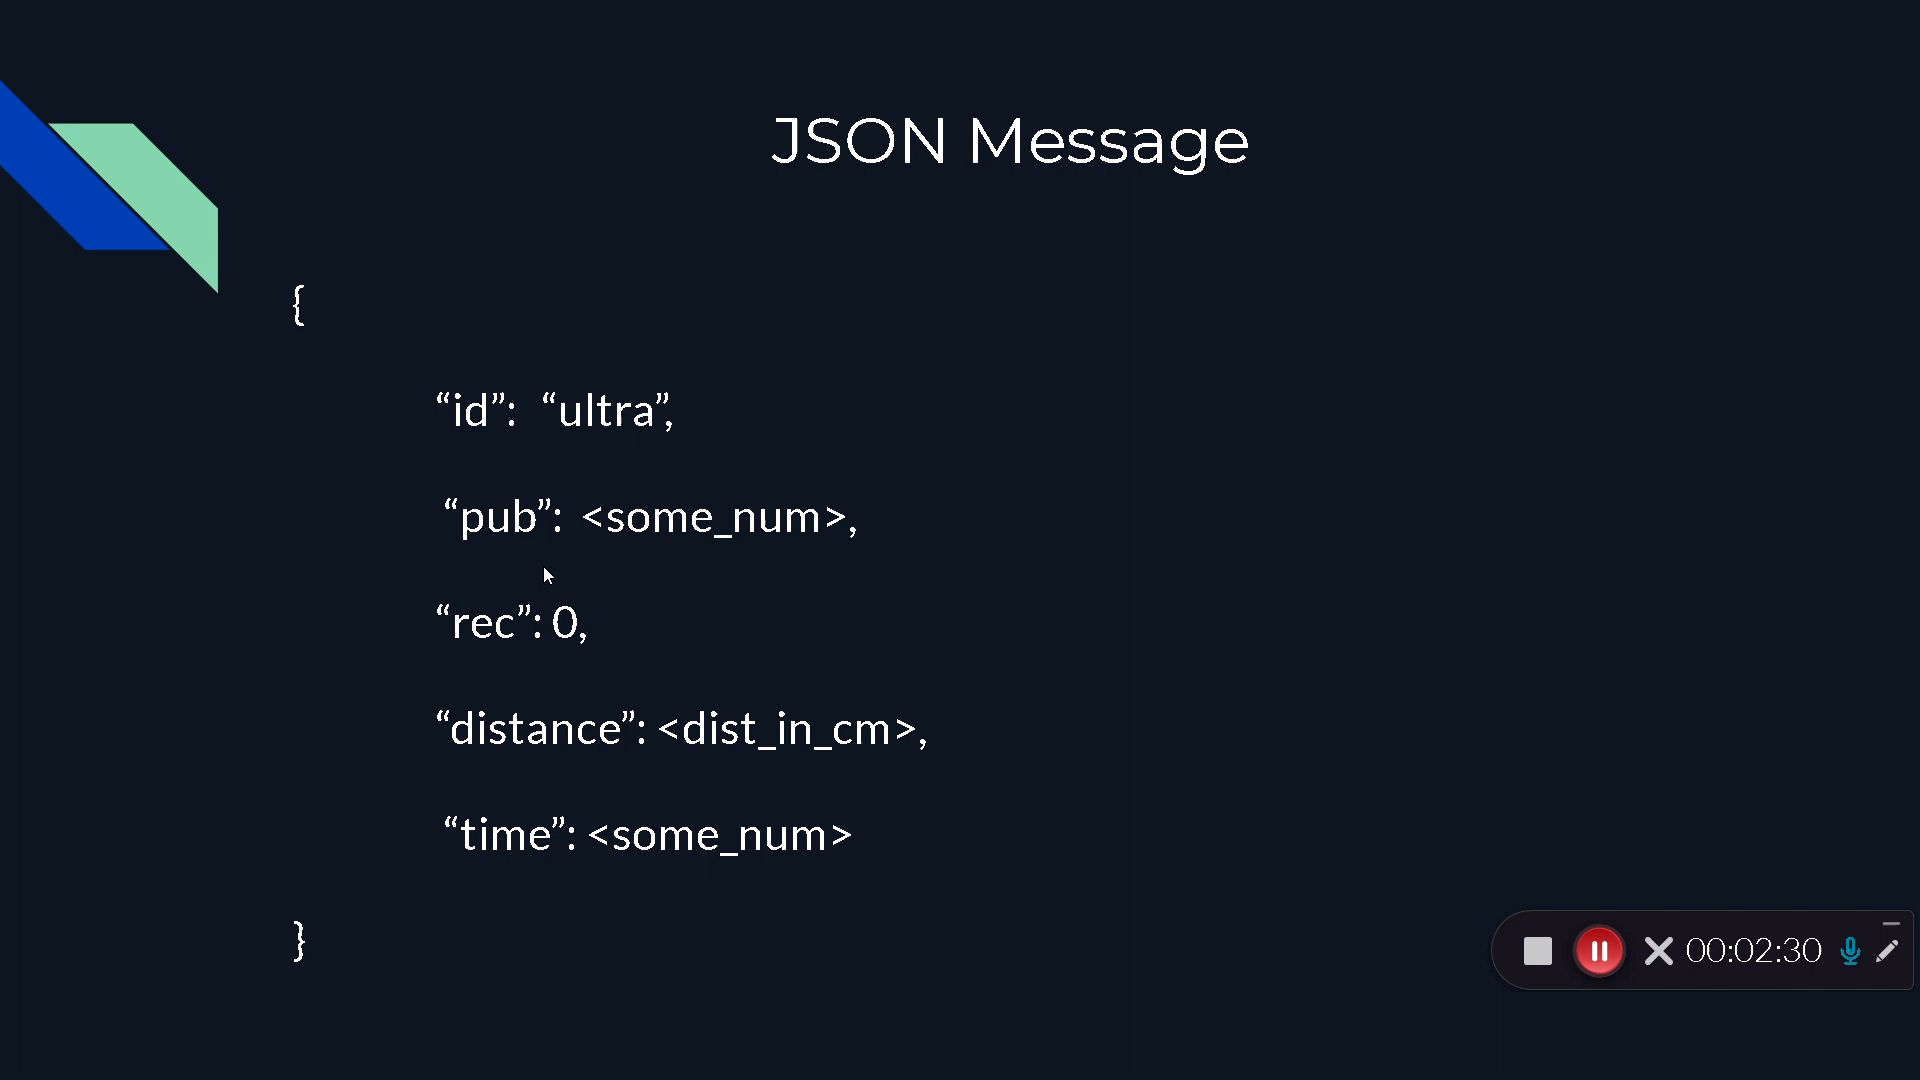 JSON Message
{
“id”: “ultra”,
“pub”: <some_num>,
“rec”: 0,
“distance”: <dist_in_cm>,
“time”: <some_num>
}
00:02:30